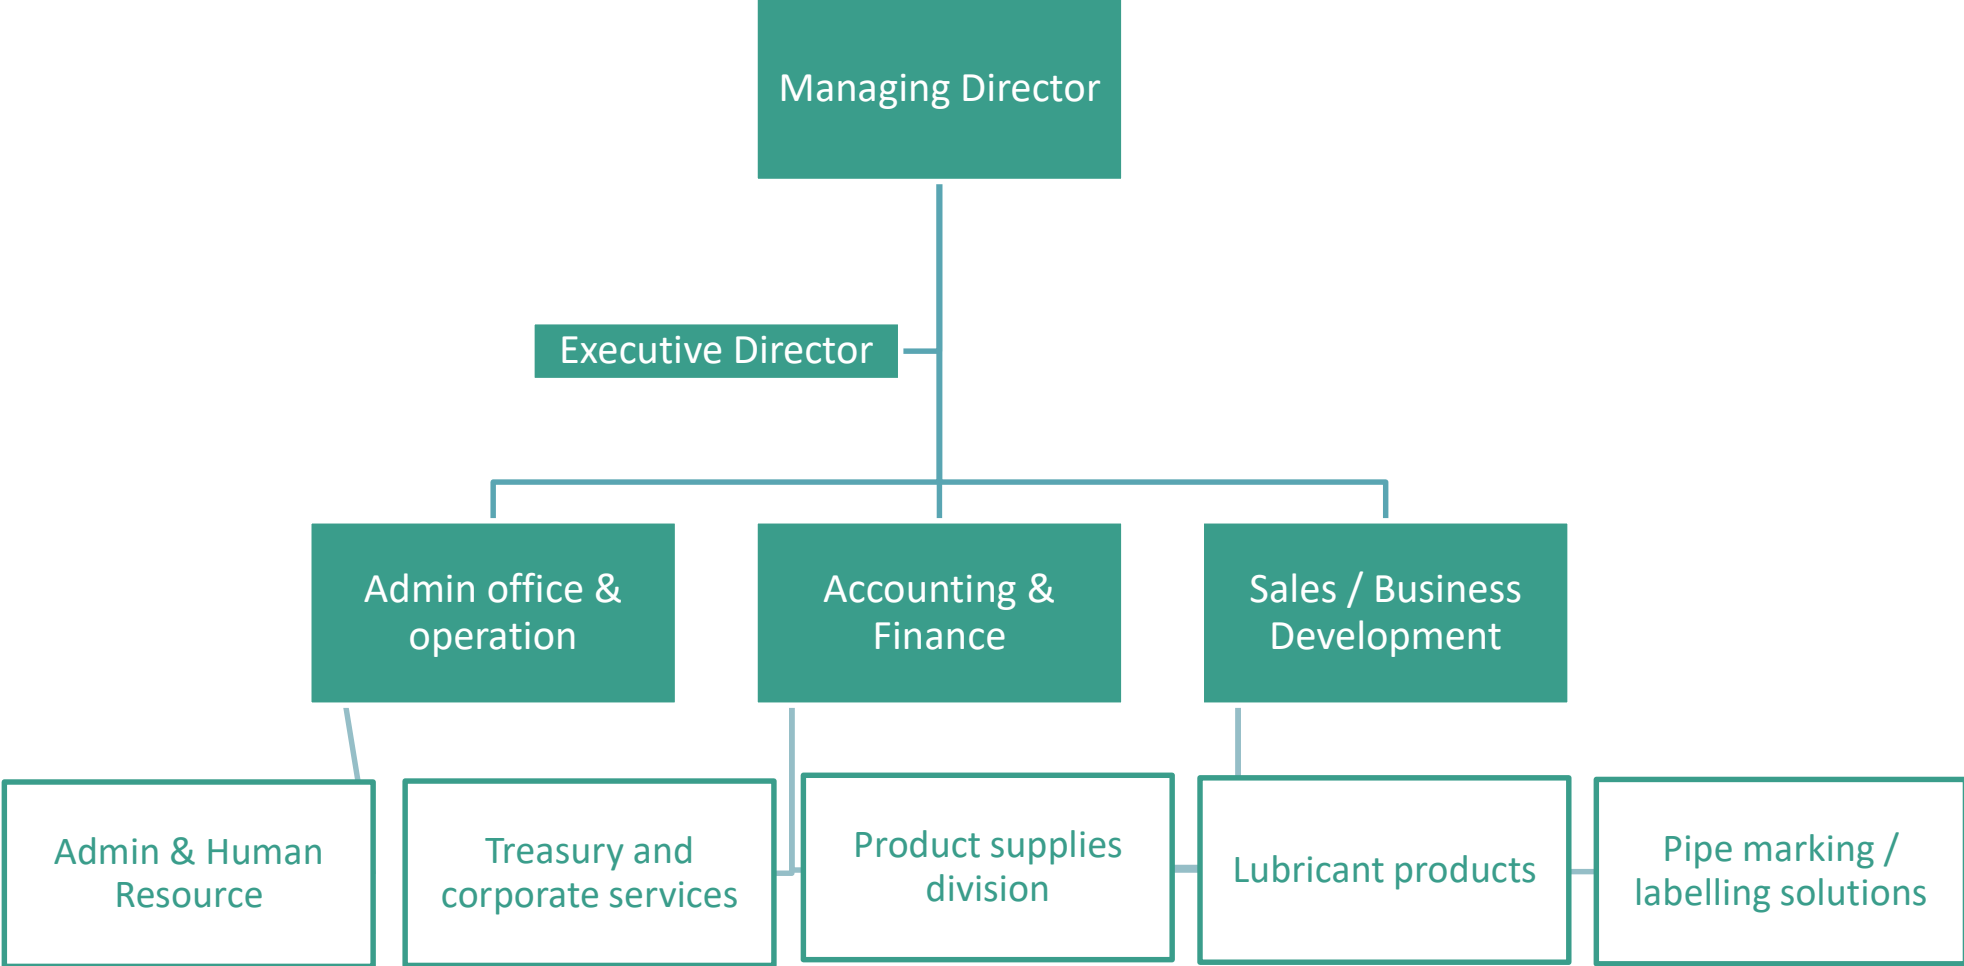 Managing Director
Executive Director
Admin office &
operation
Accounting &
Finance
Sales / Business
Development
Admin & Human
Resource
Treasury and
corporate services
Product supplies
division
Lubricant products
Pipe marking /
labelling solutions